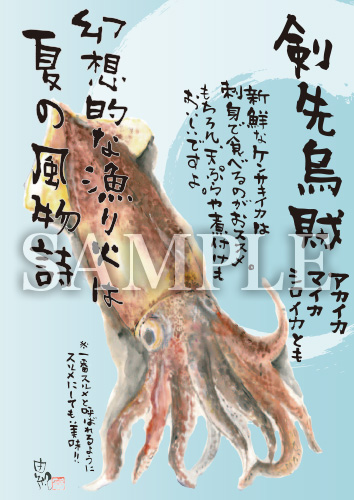 剣先烏賊
アカイカ
マイカ
シロイカとも
新鮮なケンサキイカは
刺身で食べるのがおススメ。
もちろん、天ぷらや煮付けも
おいしいですよ。
幻想的な漁り火は
夏の風物詩
※一番スルメと呼ばれるように
スルメにしても美味!!
SAMPLE